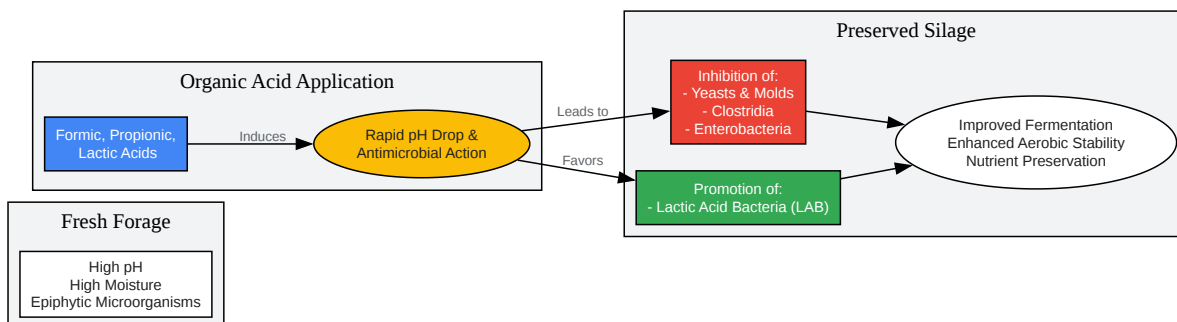 Organic Acid Application
Formic, Propionic,
Lactic Acids
Induces
Rapid pH Drop &
Antimicrobial Action
Leads to
Favors
Preserved Silage
Inhibition of:
- Yeasts & Molds
- Clostridia
- Enterobacteria
Promotion of:
- Lactic Acid Bacteria (LAB)
Improved Fermentation
Enhanced Aerobic Stability
Nutrient Preservation
Fresh Forage
High pH
High Moisture
Epiphytic Microorganisms